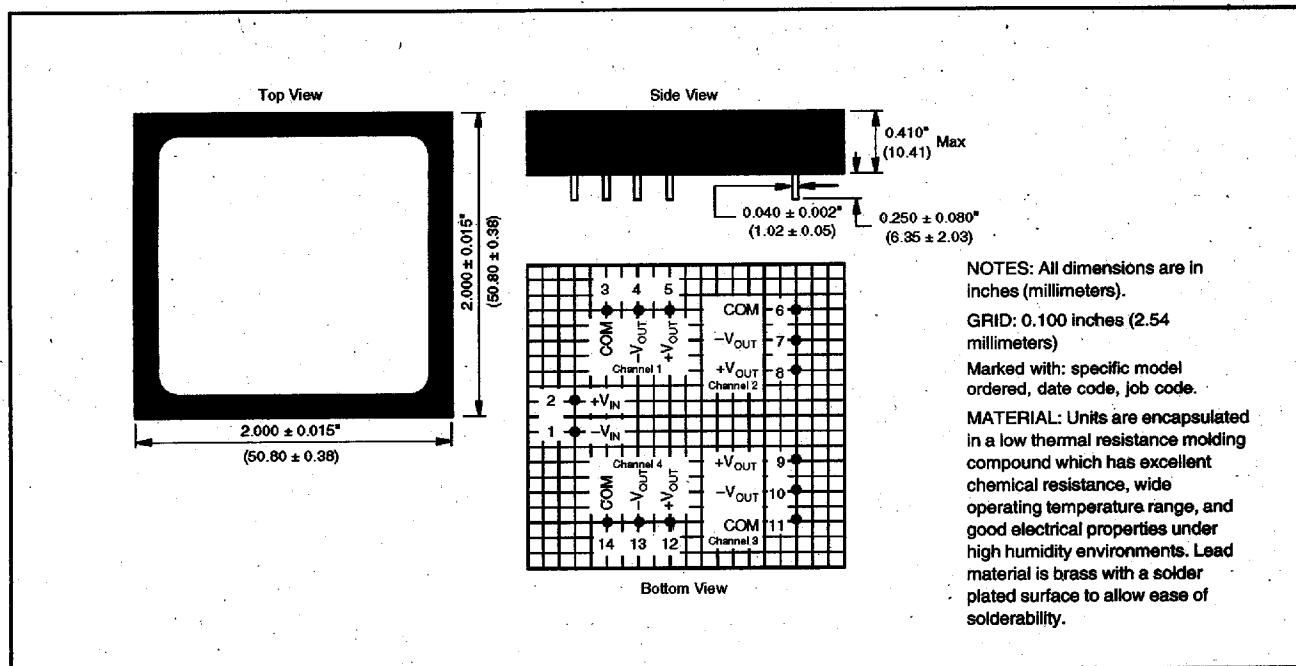 Top View
2.000 ± 0.015"
(50.80 ± 0.38)
2.000 ± 0.015"
(50.80 ± 0.38)
Side View
0.410"
(10.41)
Max
0.040 ± 0.002"
(1.02 ± 0.05)
0.250 ± 0.080"
(6.35 ± 2.03)
3 4 5
COM
–VOUT
+VOUT
Channel 1
COM 6
–VOUT 7
+VOUT 8
Channel 2
2 +VIN
1 –VIN
Channel 4
COM
–VOUT
+VOUT
14 13 12
+VOUT 9
–VOUT 10
COM 11
Channel 3
Bottom View
NOTES: All dimensions are in
inches (millimeters).
GRID: 0.100 inches (2.54
millimeters)
Marked with: specific model
ordered, date code, job code.
MATERIAL: Units are encapsulated
in a low thermal resistance molding
compound which has excellent
chemical resistance, wide
operating temperature range, and
good electrical properties under
high humidity environments. Lead
material is brass with a solder
plated surface to allow ease of
solderability.